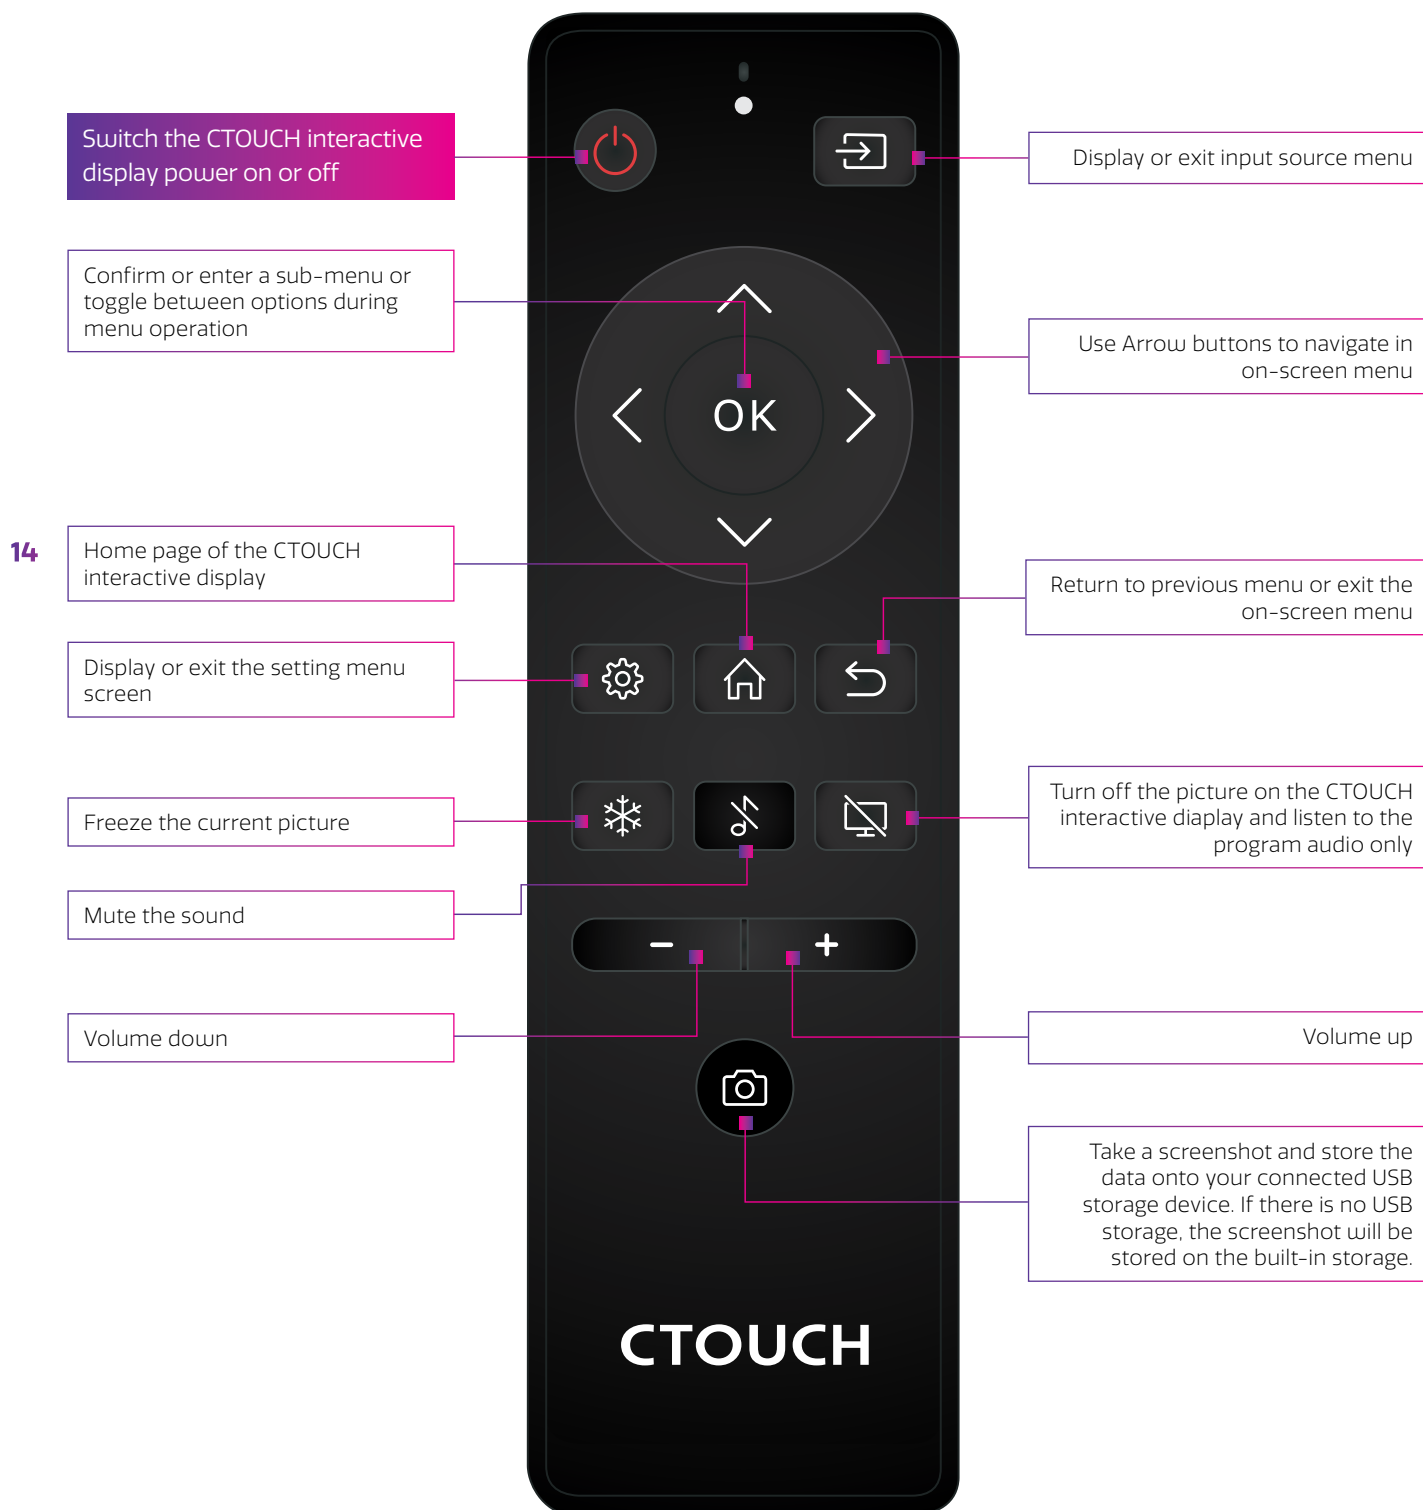 Switch the CTOUCH interactive
display power on or off
Display or exit input source menu
Confirm or enter a sub-menu or
toggle between options during
menu operation
Use Arrow buttons to navigate in
on-screen menu
OK
14
Home page of the CTOUCH
interactive display
Return to previous menu or exit the
on-screen menu
Display or exit the setting menu
screen
Turn off the picture on the CTOUCH
interactive diaplay and listen to the
program audio only
Freeze the current picture
Mute the sound
Volume down
Volume up
Take a screenshot and store the
data onto your connected USB
storage device. If there is no USB
storage, the screenshot will be
stored on the built-in storage.
CTOUCH